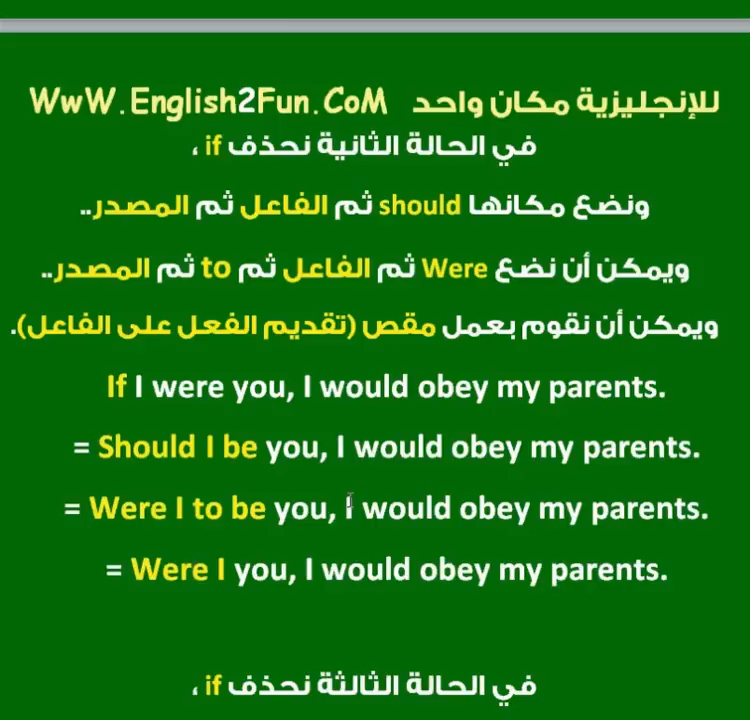 للإنجليزية مكان واحد WwW.English2Fun.CoM
في الحالة الثانية نحذف if ،
ونضع مكانها should ثم الفاعل ثم المصدر..
ويمكن أن نضع Were ثم الفاعل ثم to ثم المصدر..
ويمكن أن نقوم بعمل مقص (تقديم الفعل على الفاعل).
If I were you, I would obey my parents.
= Should I be you, I would obey my parents.
= Were I to be you, I would obey my parents.
= Were I you, I would obey my parents.
في الحالة الثالثة نحذف if ،